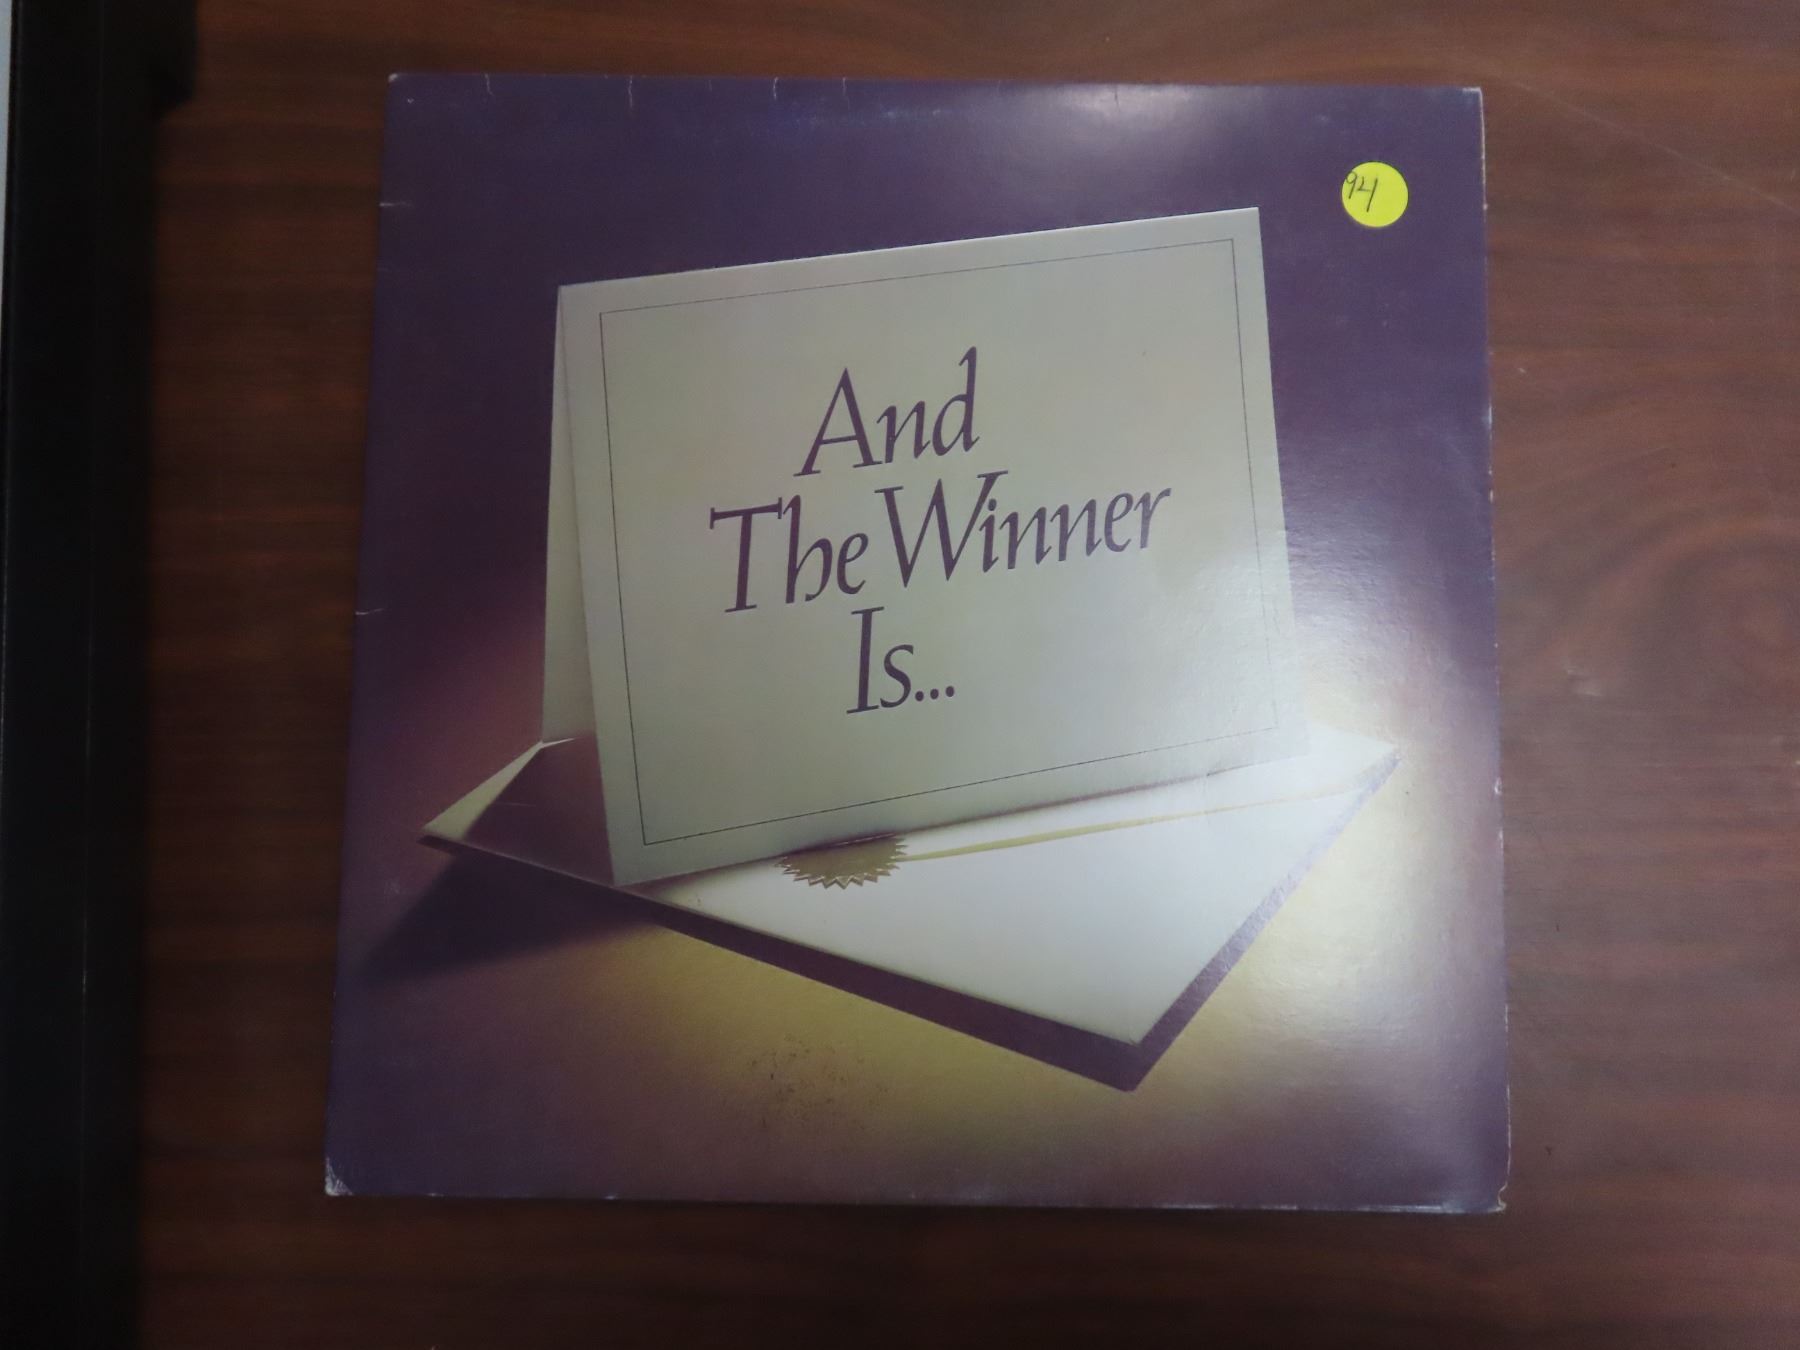 94
And
The Winner
Is...